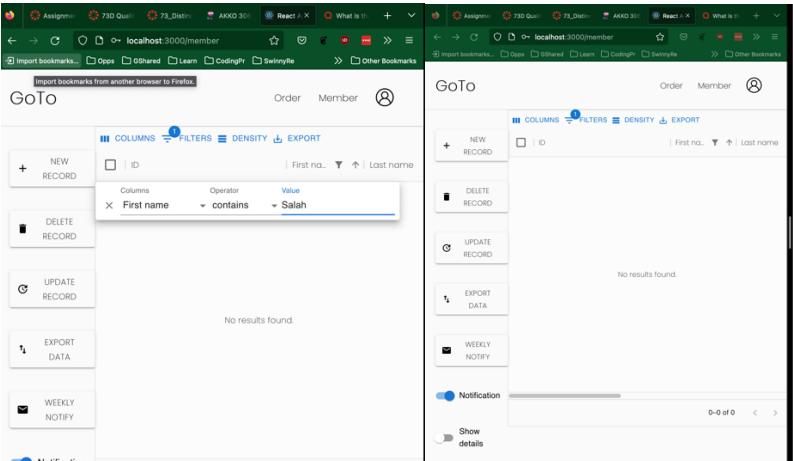 Assignme
73D Quali
73_Distin
AKKO 306
React A
What is th
localhost:3000/member
Import bookmarks...
Opps
GShared
Learn
CodingPr
SwinnyRe
Other Bookmarks
Import bookmarks from another browser to Firefox.
GoTo
Order
Member
COLUMNS
1
FILTERS
DENSITY
EXPORT
NEW
RECORD
ID
First na...
Last name
Columns
Operator
Value
First name
contains
Salah
DELETE
RECORD
UPDATE
RECORD
No results found.
EXPORT
DATA
WEEKLY
NOTIFY
Assignme
73D Quali
73_Distin
AKKO 306
React A
What is th
localhost:3000/member
Import bookmarks...
Opps
GShared
Learn
CodingPr
SwinnyRe
Other Bookmarks
GoTo
Order
Member
COLUMNS
1
FILTERS
DENSITY
EXPORT
NEW
RECORD
ID
First na...
Last name
DELETE
RECORD
UPDATE
RECORD
No results found.
EXPORT
DATA
WEEKLY
NOTIFY
Notification
0–0 of 0
Show
details